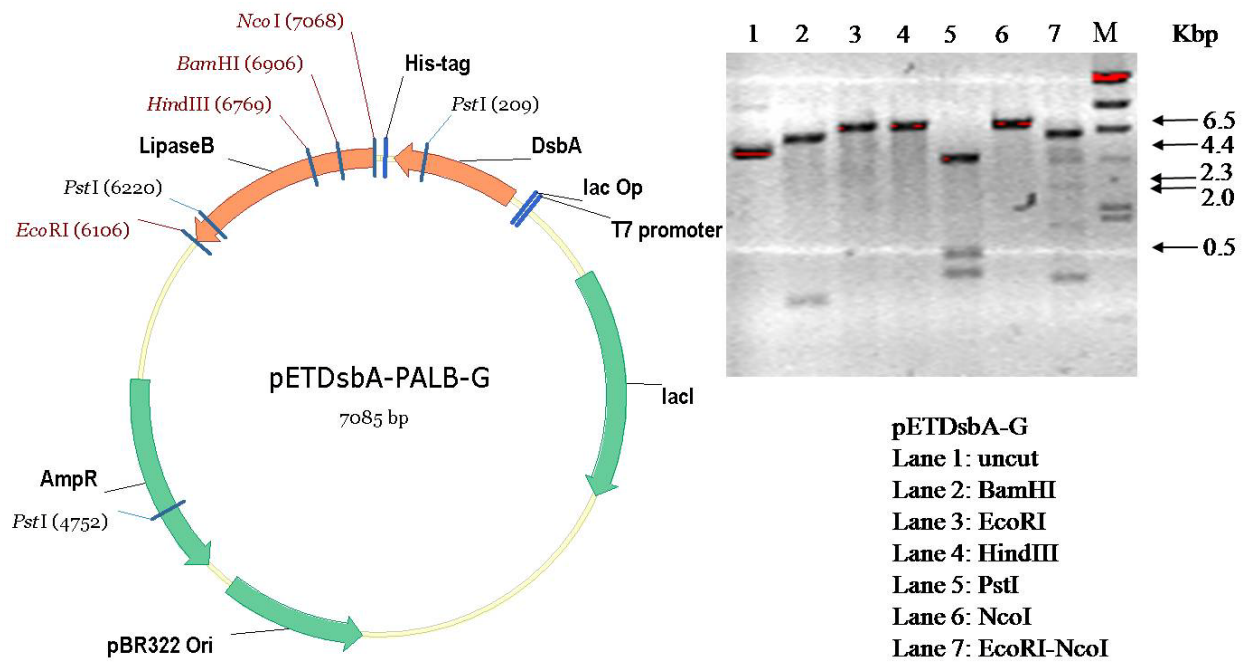 NcoI (7068)
BamHI (6906)
HindIII (6769)
LipaseB
PstI (6220)
EcoRI (6106)
His-tag
PstI (209)
DsbA
lac Op
T7 promoter
pETDsbA-PALB-G
7085 bp
lacI
AmpR
PstI (4752)
pBR322 Ori
1 2 3 4 5 6 7 M Kbp
6.5
4.4
2.3
2.0
0.5
pETDsbA-G
Lane 1: uncut
Lane 2: BamHI
Lane 3: EcoRI
Lane 4: HindIII
Lane 5: PstI
Lane 6: NcoI
Lane 7: EcoRI-NcoI